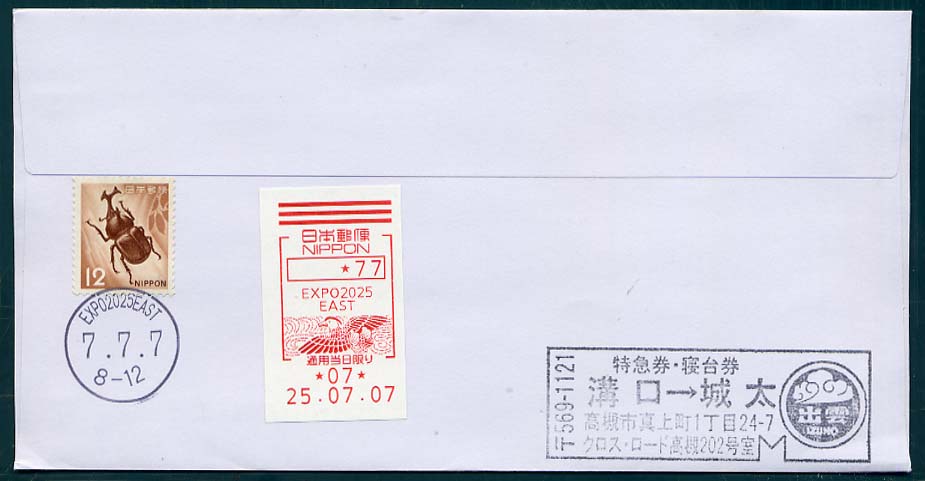 日本郵便
12
NIPPON
EXPO2025EAST
7.7.7
8-12
日本郵便
NIPPON
★77
EXPO2025
EAST
適用当日限り
★07★
25.07.07
〒569-1121
特急券・寝台券
溝口→城太
高槻市真上町1丁目24-7
クロス・ロード高槻202号室
出雲
IZUMO